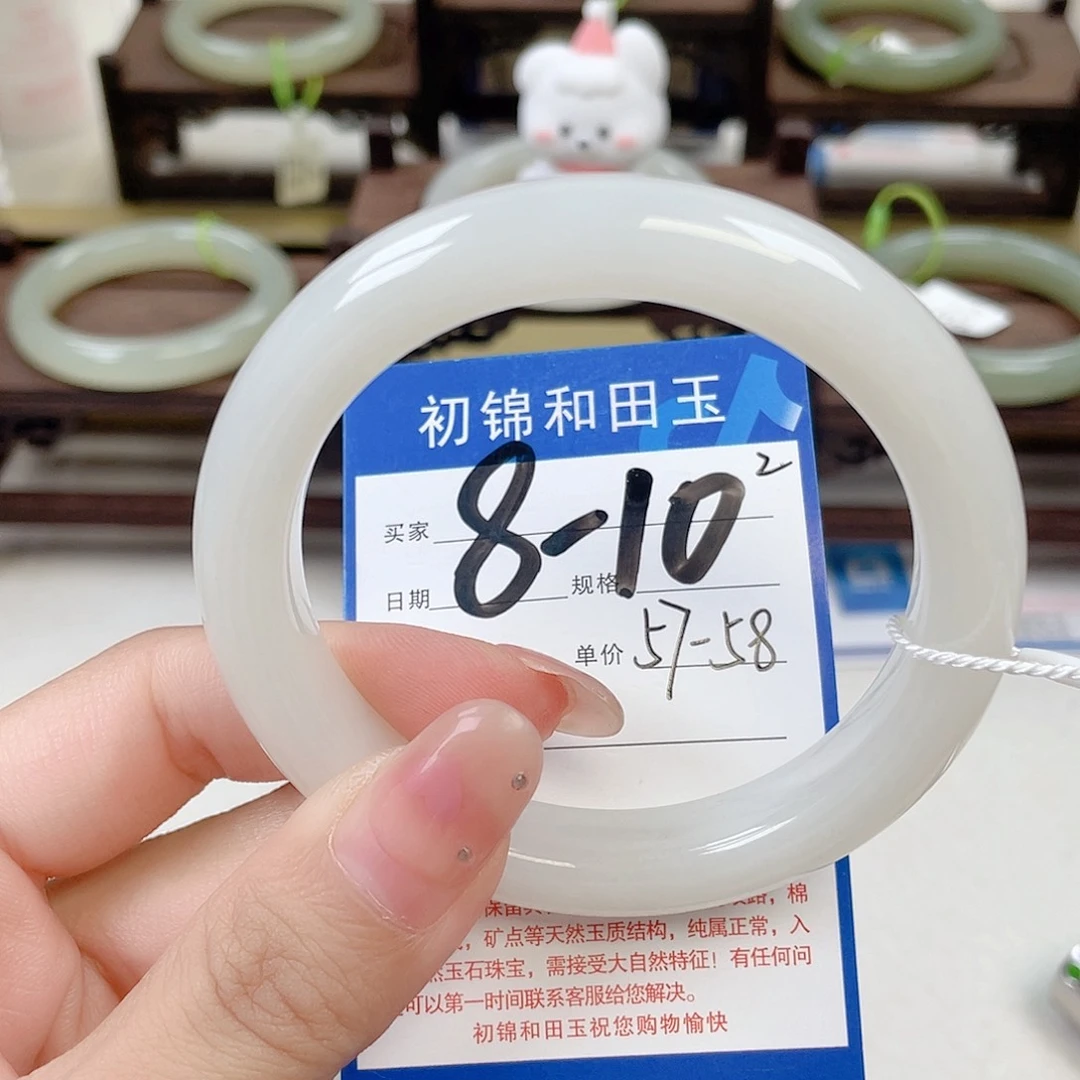 初锦和田玉
8-10²
买家
日期
规格
单价 57-58
棉
矿点等天然玉质结构，纯属正常，入
然玉石珠宝，需接受大自然特征！有任何问
可以第一时间联系客服给您解决。
初锦和田玉祝您购物愉快